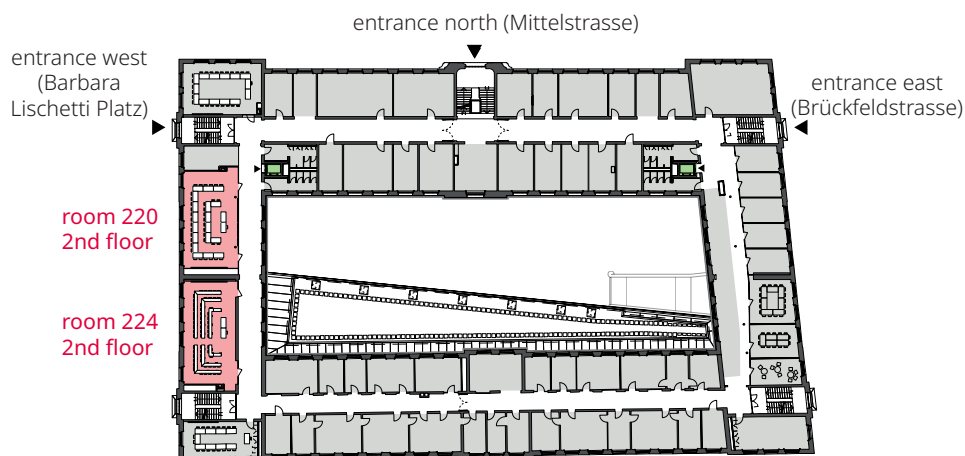 entrance north (Mittelstrasse)
entrance west
(Barbara
Lischetti Platz)
entrance east
(Brückfeldstrasse)
room 220
2nd floor
room 224
2nd floor